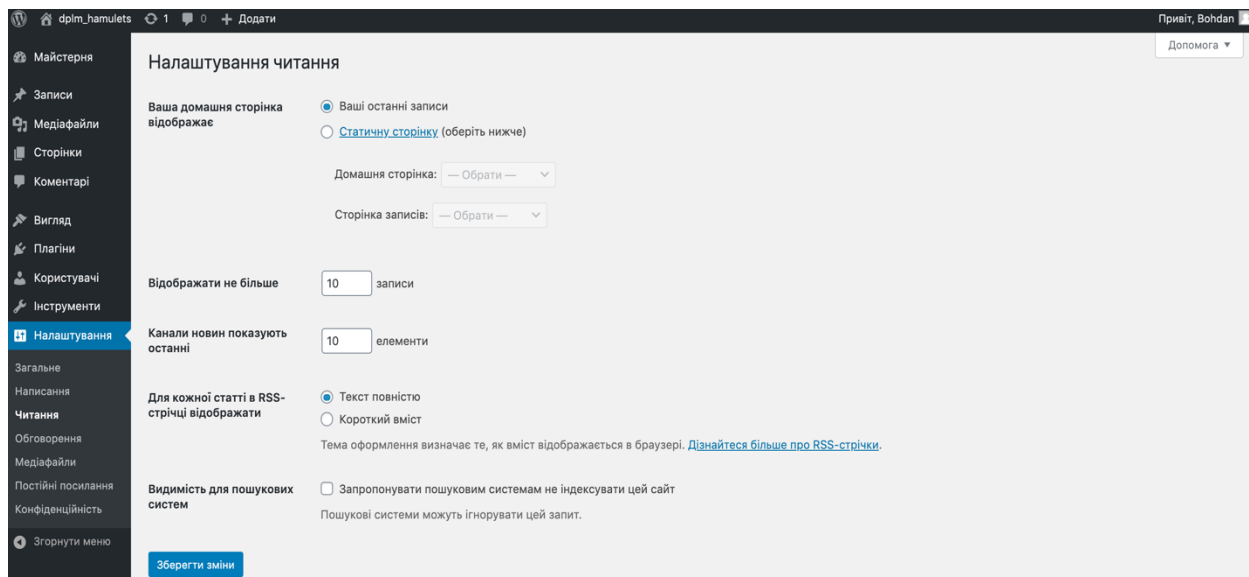 dplm_hamulets 1 0 + Додати Привіт, Bohdan
Допомога ▼
Майстерня
Записи
Медіафайли
Сторінки
Коментарі
Вигляд
Плагіни
Користувачі
Інструменти
Налаштування
Загальне
Написання
Читання
Обговорення
Медіафайли
Постійні посилання
Конфіденційність
Згорнути меню
Налаштування читання
Ваша домашня сторінка
відображає
Ваші останні записи
Статичну сторінку (оберіть нижче)
Домашня сторінка: — Обрати —
Сторінка записів: — Обрати —
Відображати не більше
10 записи
Канали новин показують
останні
10 елементи
Для кожної статті в RSS-
стрічці відображати
Текст повністю
Короткий вміст
Тема оформлення визначає те, як вміст відображається в браузері. Дізнайтеся більше про RSS-стрічки.
Видимість для пошукових
систем
Запропонувати пошуковим системам не індексувати цей сайт
Пошукові системи можуть ігнорувати цей запит.
Зберегти зміни